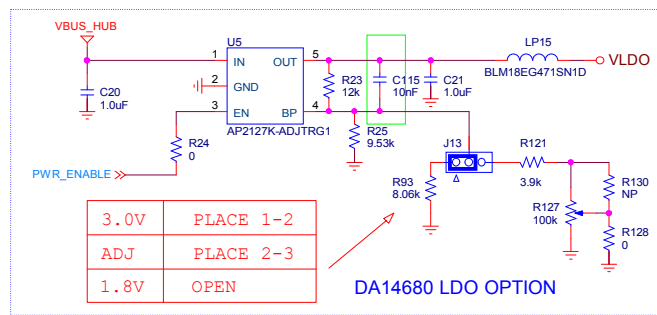 VBUS_HUB
U5
1
IN
OUT
5
2
GND
3
EN
BP
4
AP2127K-ADJTRG1
C20
1.0uF
R24
0
PWR_ENABLE
R23
12k
C115
10nF
C21
1.0uF
LP15
BLM18EG471SN1D
VLDO
R25
9.53k
J13
R93
8.06k
R121
3.9k
R127
100k
R130
NP
R128
0
3.0V PLACE 1-2
ADJ PLACE 2-3
1.8V OPEN
DA14680 LDO OPTION